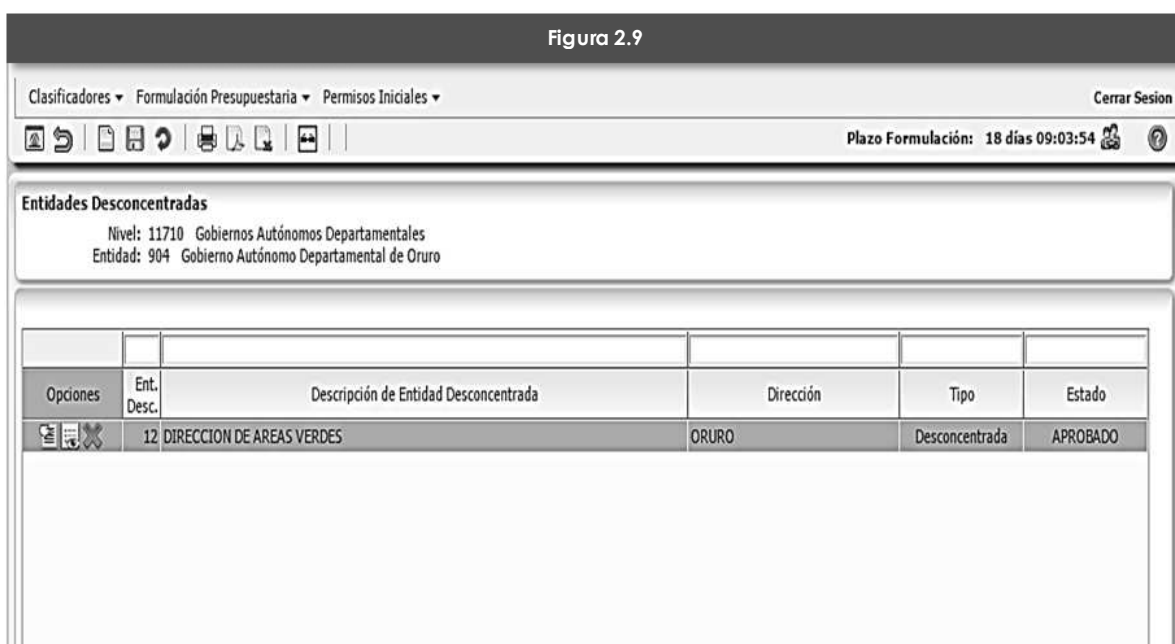 Figura 2.9
Clasificadores Formulación Presupuestaria Permisos Iniciales Cerrar Sesion
Plazo Formulación: 18 días 09:03:54
Entidades Desconcentradas
Nivel: 11710 Gobiernos Autónomos Departamentales
Entidad: 904 Gobierno Autónomo Departamental de Oruro
Opciones Ent. Desc. Descripción de Entidad Desconcentrada Dirección Tipo Estado
12 DIRECCION DE AREAS VERDES ORURO Desconcentrada APROBADO